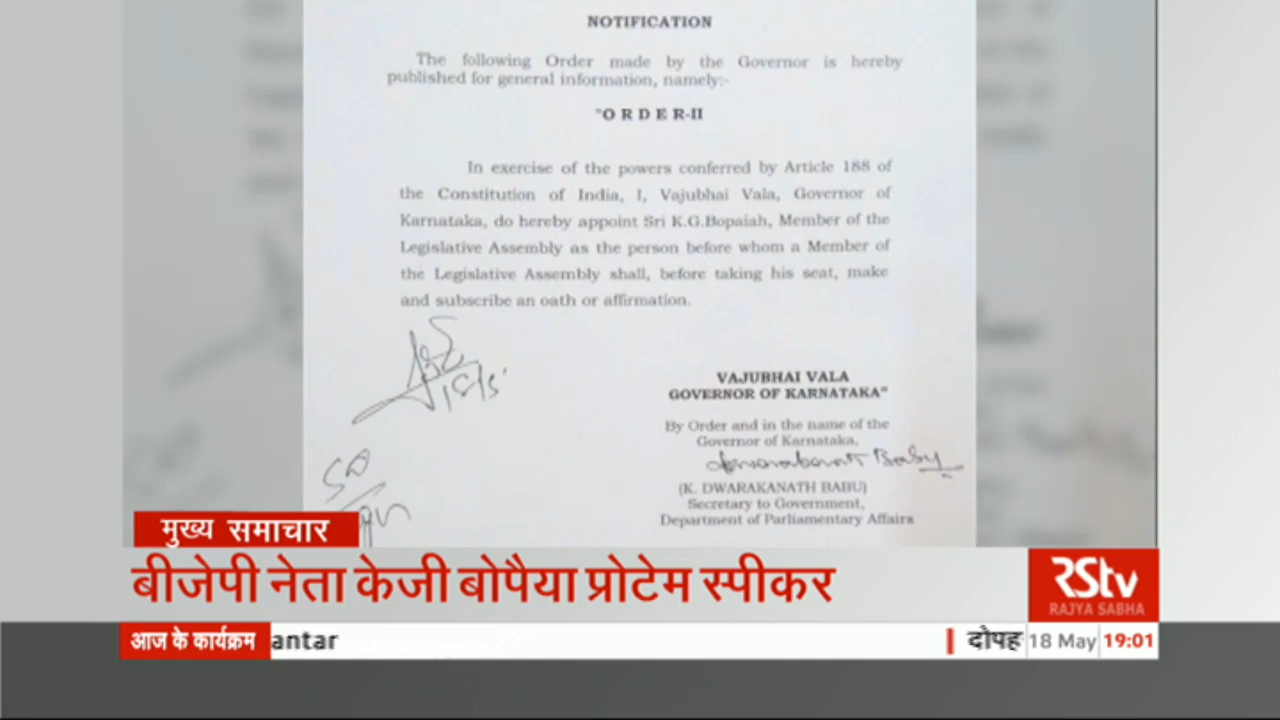 NOTIFICATION
The following Order made by the Governor is hereby
published for general information, namely:-
"O R D E R-II
In exercise of the powers conferred by Article 188 of
the Constitution of India, I, Vajubhai Vala, Governor of
Karnataka, do hereby appoint Sri K.G.Bopaiah, Member of the
Legislative Assembly as the person before whom a Member of
the Legislative Assembly shall, before taking his seat, make
and subscribe an oath or affirmation.
VAJUBHAI VALA
GOVERNOR OF KARNATAKA"
By Order and in the name of the
Governor of Karnataka,
(K. DWARAKANATH BABU)
Secretary to Government,
Department of Parliamentary Affairs
मुख्य समाचार
बीजेपी नेता केजी बोपैया प्रोटेम स्पीकर
RStv
RAJYA SABHA
आज के कार्यक्रम antar दोपह 18 May 19:01